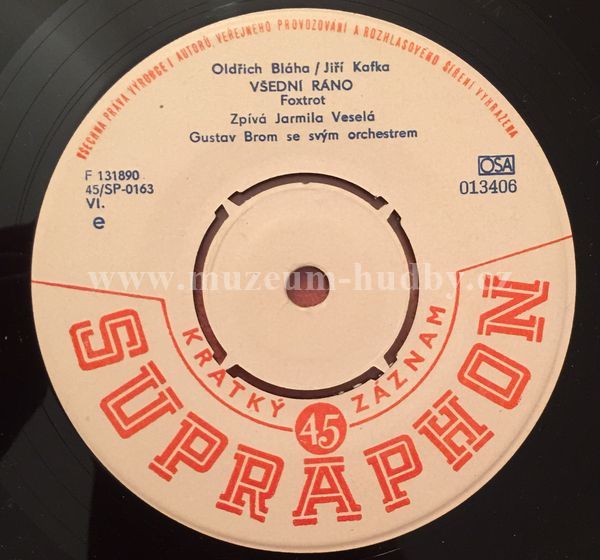 VŠECHNA PRÁVA VÝROBCE I AUTORŮ, VEŘEJNÉHO PROVOZOVÁNÍ A ROZHLASOVÉHO ŠÍŘENÍ VYHRAZENA
Oldřich Bláha / Jiří Kafka
VŠEDNÍ RÁNO
Foxtrot
Zpívá Jarmila Veselá
Gustav Brom se svým orchestrem
F 131890
45/SP-0163
VI.
e
OSA
013406
www.muzeum-hudby.cz
KRATKÝ 45 ZÁZNAM
SUPRAPHON